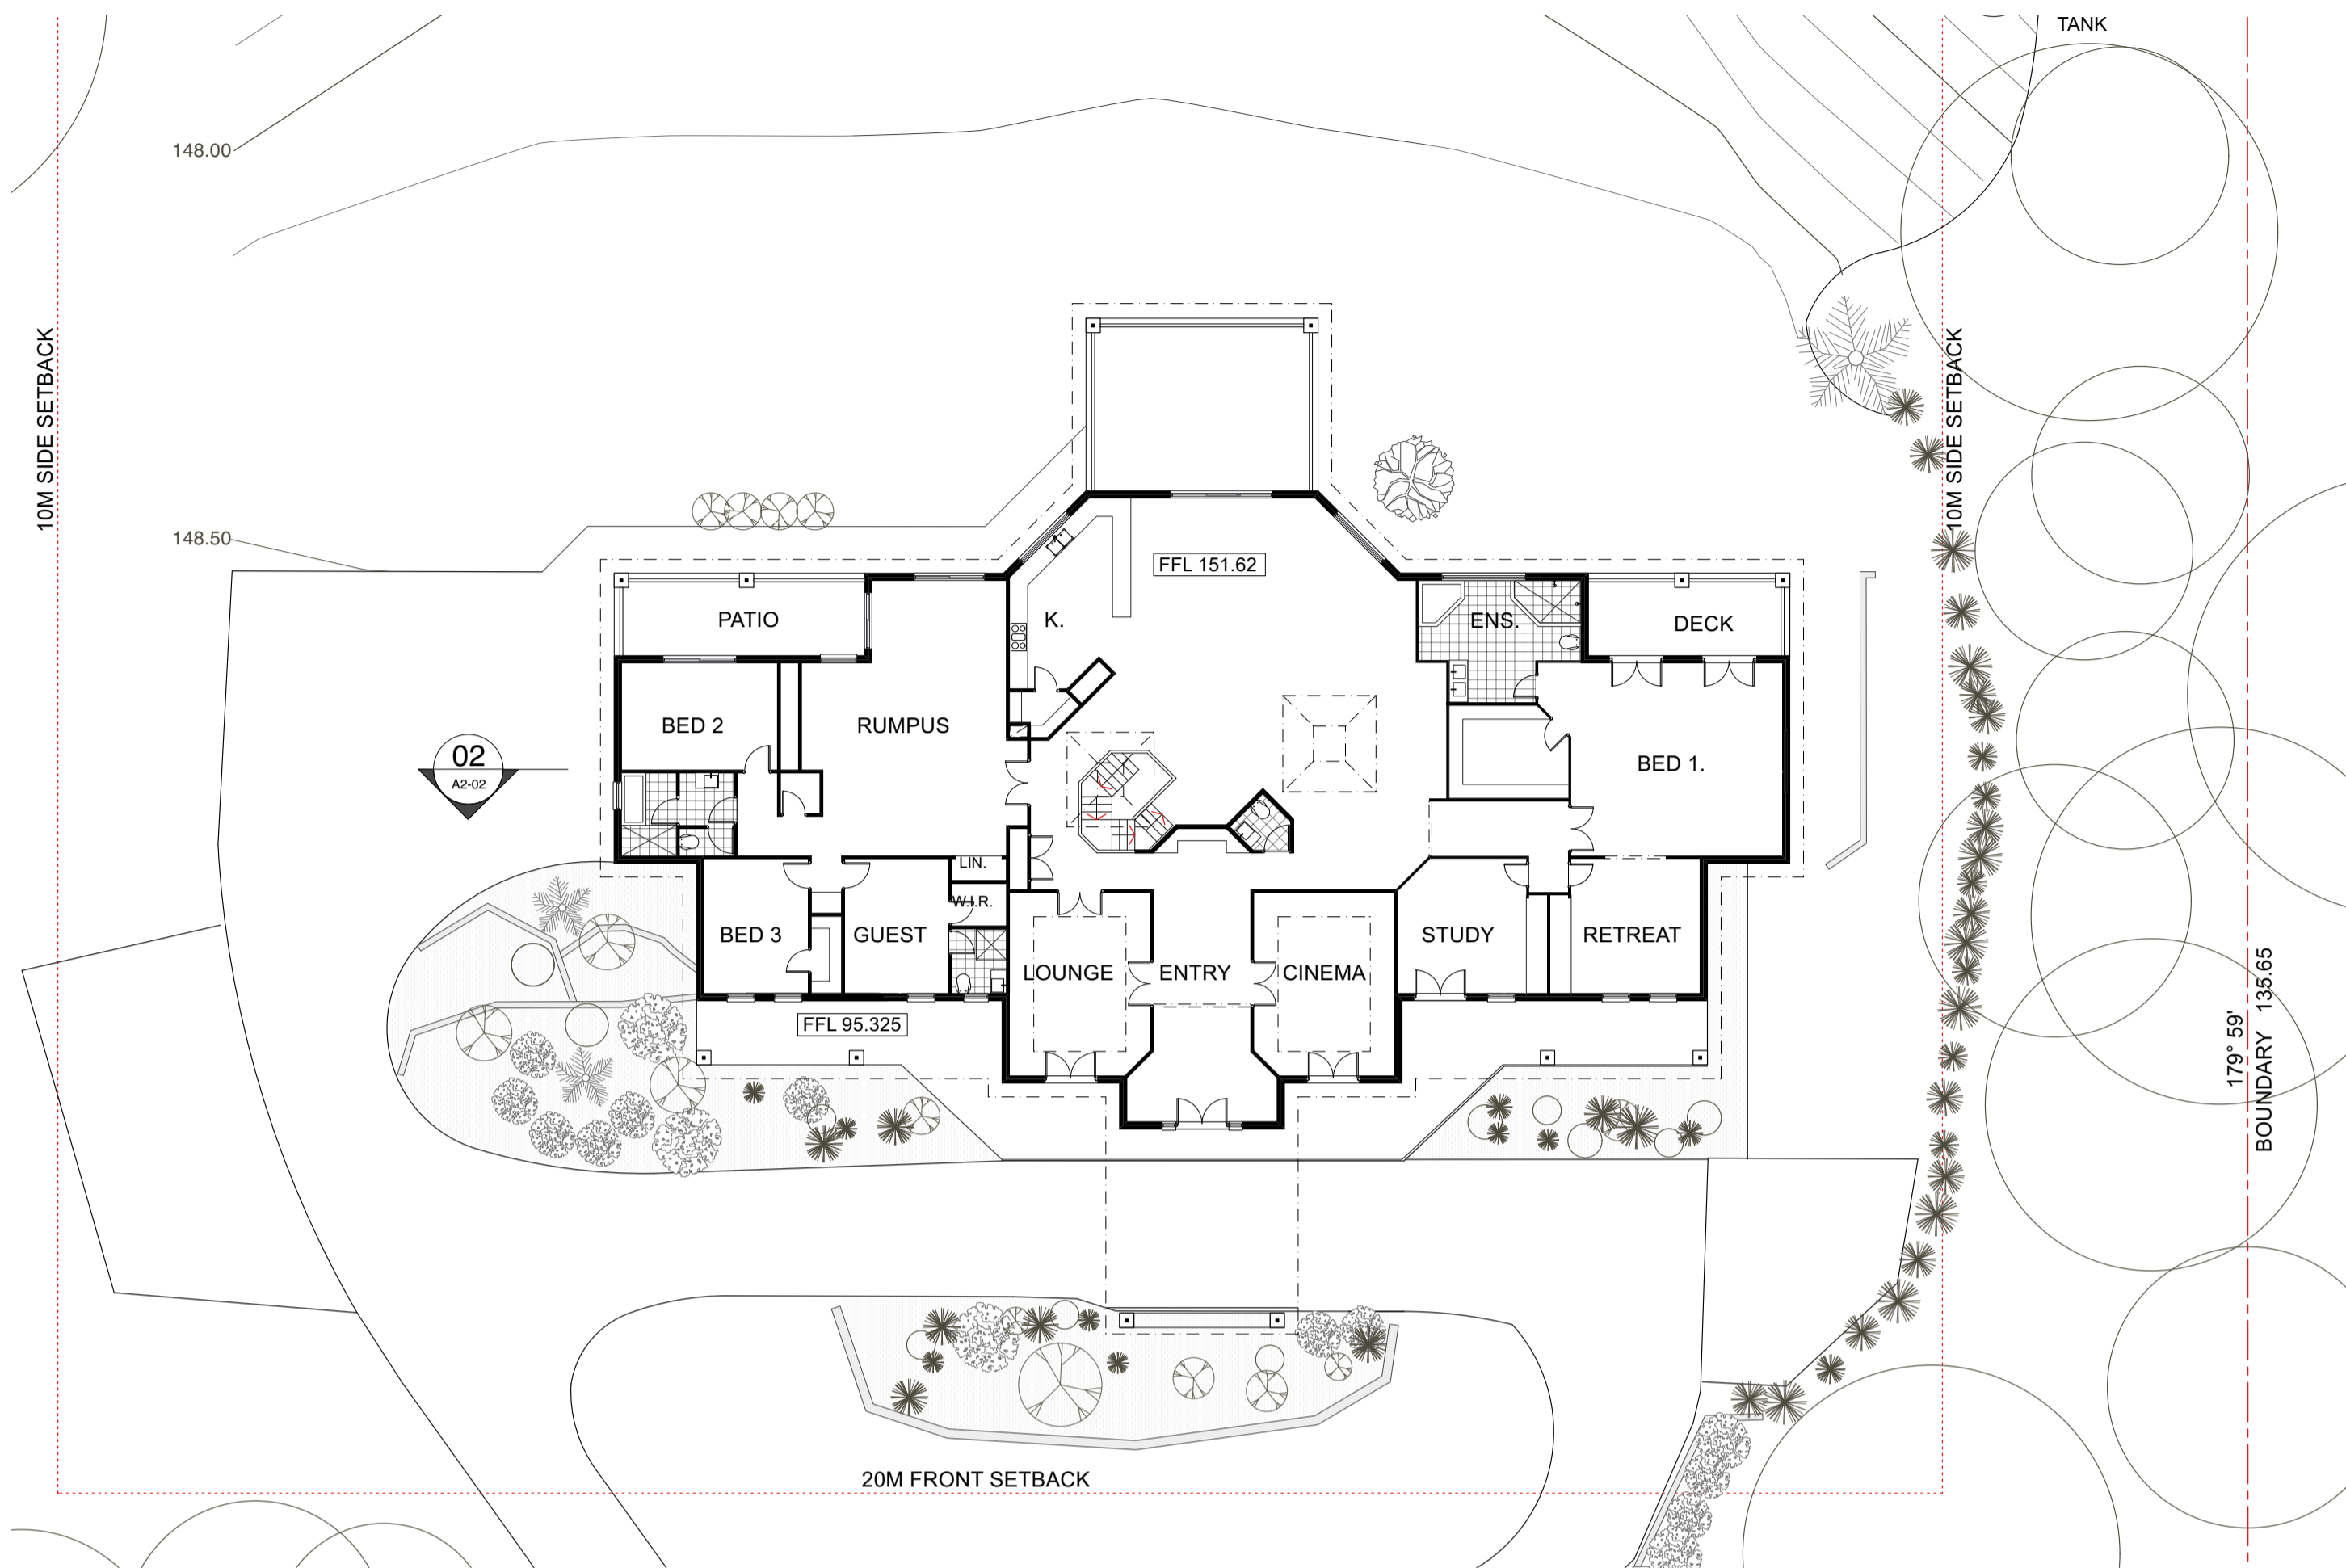 TANK
148.00
10M SIDE SETBACK
10M SIDE SETBACK
148.50
FFL 151.62
PATIO
K.
ENS.
DECK
BED 2
RUMPUS
BED 1.
02
A2-02
LIN.
W.I.R.
BED 3
GUEST
STUDY
RETREAT
LOUNGE
ENTRY
CINEMA
FFL 95.325
179° 59'
BOUNDARY 135.65
20M FRONT SETBACK